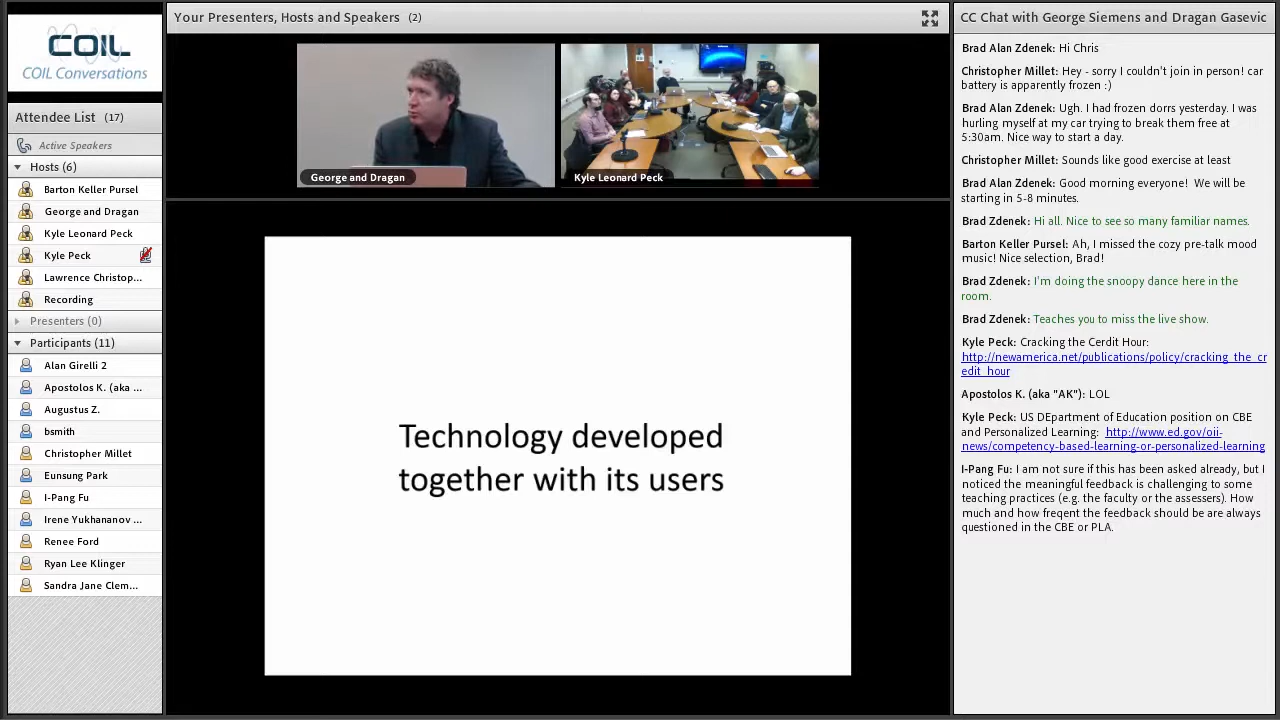 COIL
COIL Conversations
Attendee List (17)
Active Speakers
Hosts (6)
Barton Keller Pursel
George and Dragan
Kyle Leonard Peck
Kyle Peck
Lawrence Christop...
Recording
Presenters (0)
Participants (11)
Alan Girelli 2
Apostolos K. (aka ...
Augustus Z.
bsmith
Christopher Millet
Eunsung Park
I-Pang Fu
Irene Yukhananov ...
Renee Ford
Ryan Lee Klinger
Sandra Jane Clem...
Your Presenters, Hosts and Speakers (2)
George and Dragan
Kyle Leonard Peck
Technology developed
together with its users
CC Chat with George Siemens and Dragan Gasevic
Brad Alan Zdenek: Hi Chris
Christopher Millet: Hey - sorry I couldn't join in person! car
battery is apparently frozen :)
Brad Alan Zdenek: Ugh. I had frozen dorrs yesterday. I was
hurling myself at my car trying to break them free at
5:30am. Nice way to start a day.
Christopher Millet: Sounds like good exercise at least
Brad Alan Zdenek: Good morning everyone! We will be
starting in 5-8 minutes.
Brad Zdenek: Hi all. Nice to see so many familiar names.
Barton Keller Pursel: Ah, I missed the cozy pre-talk mood
music! Nice selection, Brad!
Brad Zdenek: I'm doing the snoopy dance here in the
room.
Brad Zdenek: Teaches you to miss the live show.
Kyle Peck: Cracking the Cerdit Hour:
http://newamerica.net/publications/policy/cracking_the_cr
edit_hour
Apostolos K. (aka "AK"): LOL
Kyle Peck: US DEpartment of Education position on CBE
and Personalized Learning: http://www.ed.gov/oii-
news/competency-based-learning-or-personalized-learning
I-Pang Fu: I am not sure if this has been asked already, but I
noticed the meaningful feedback is challenging to some
teaching practices (e.g. the faculty or the assessers). How
much and how freqent the feedback should be are always
questioned in the CBE or PLA.